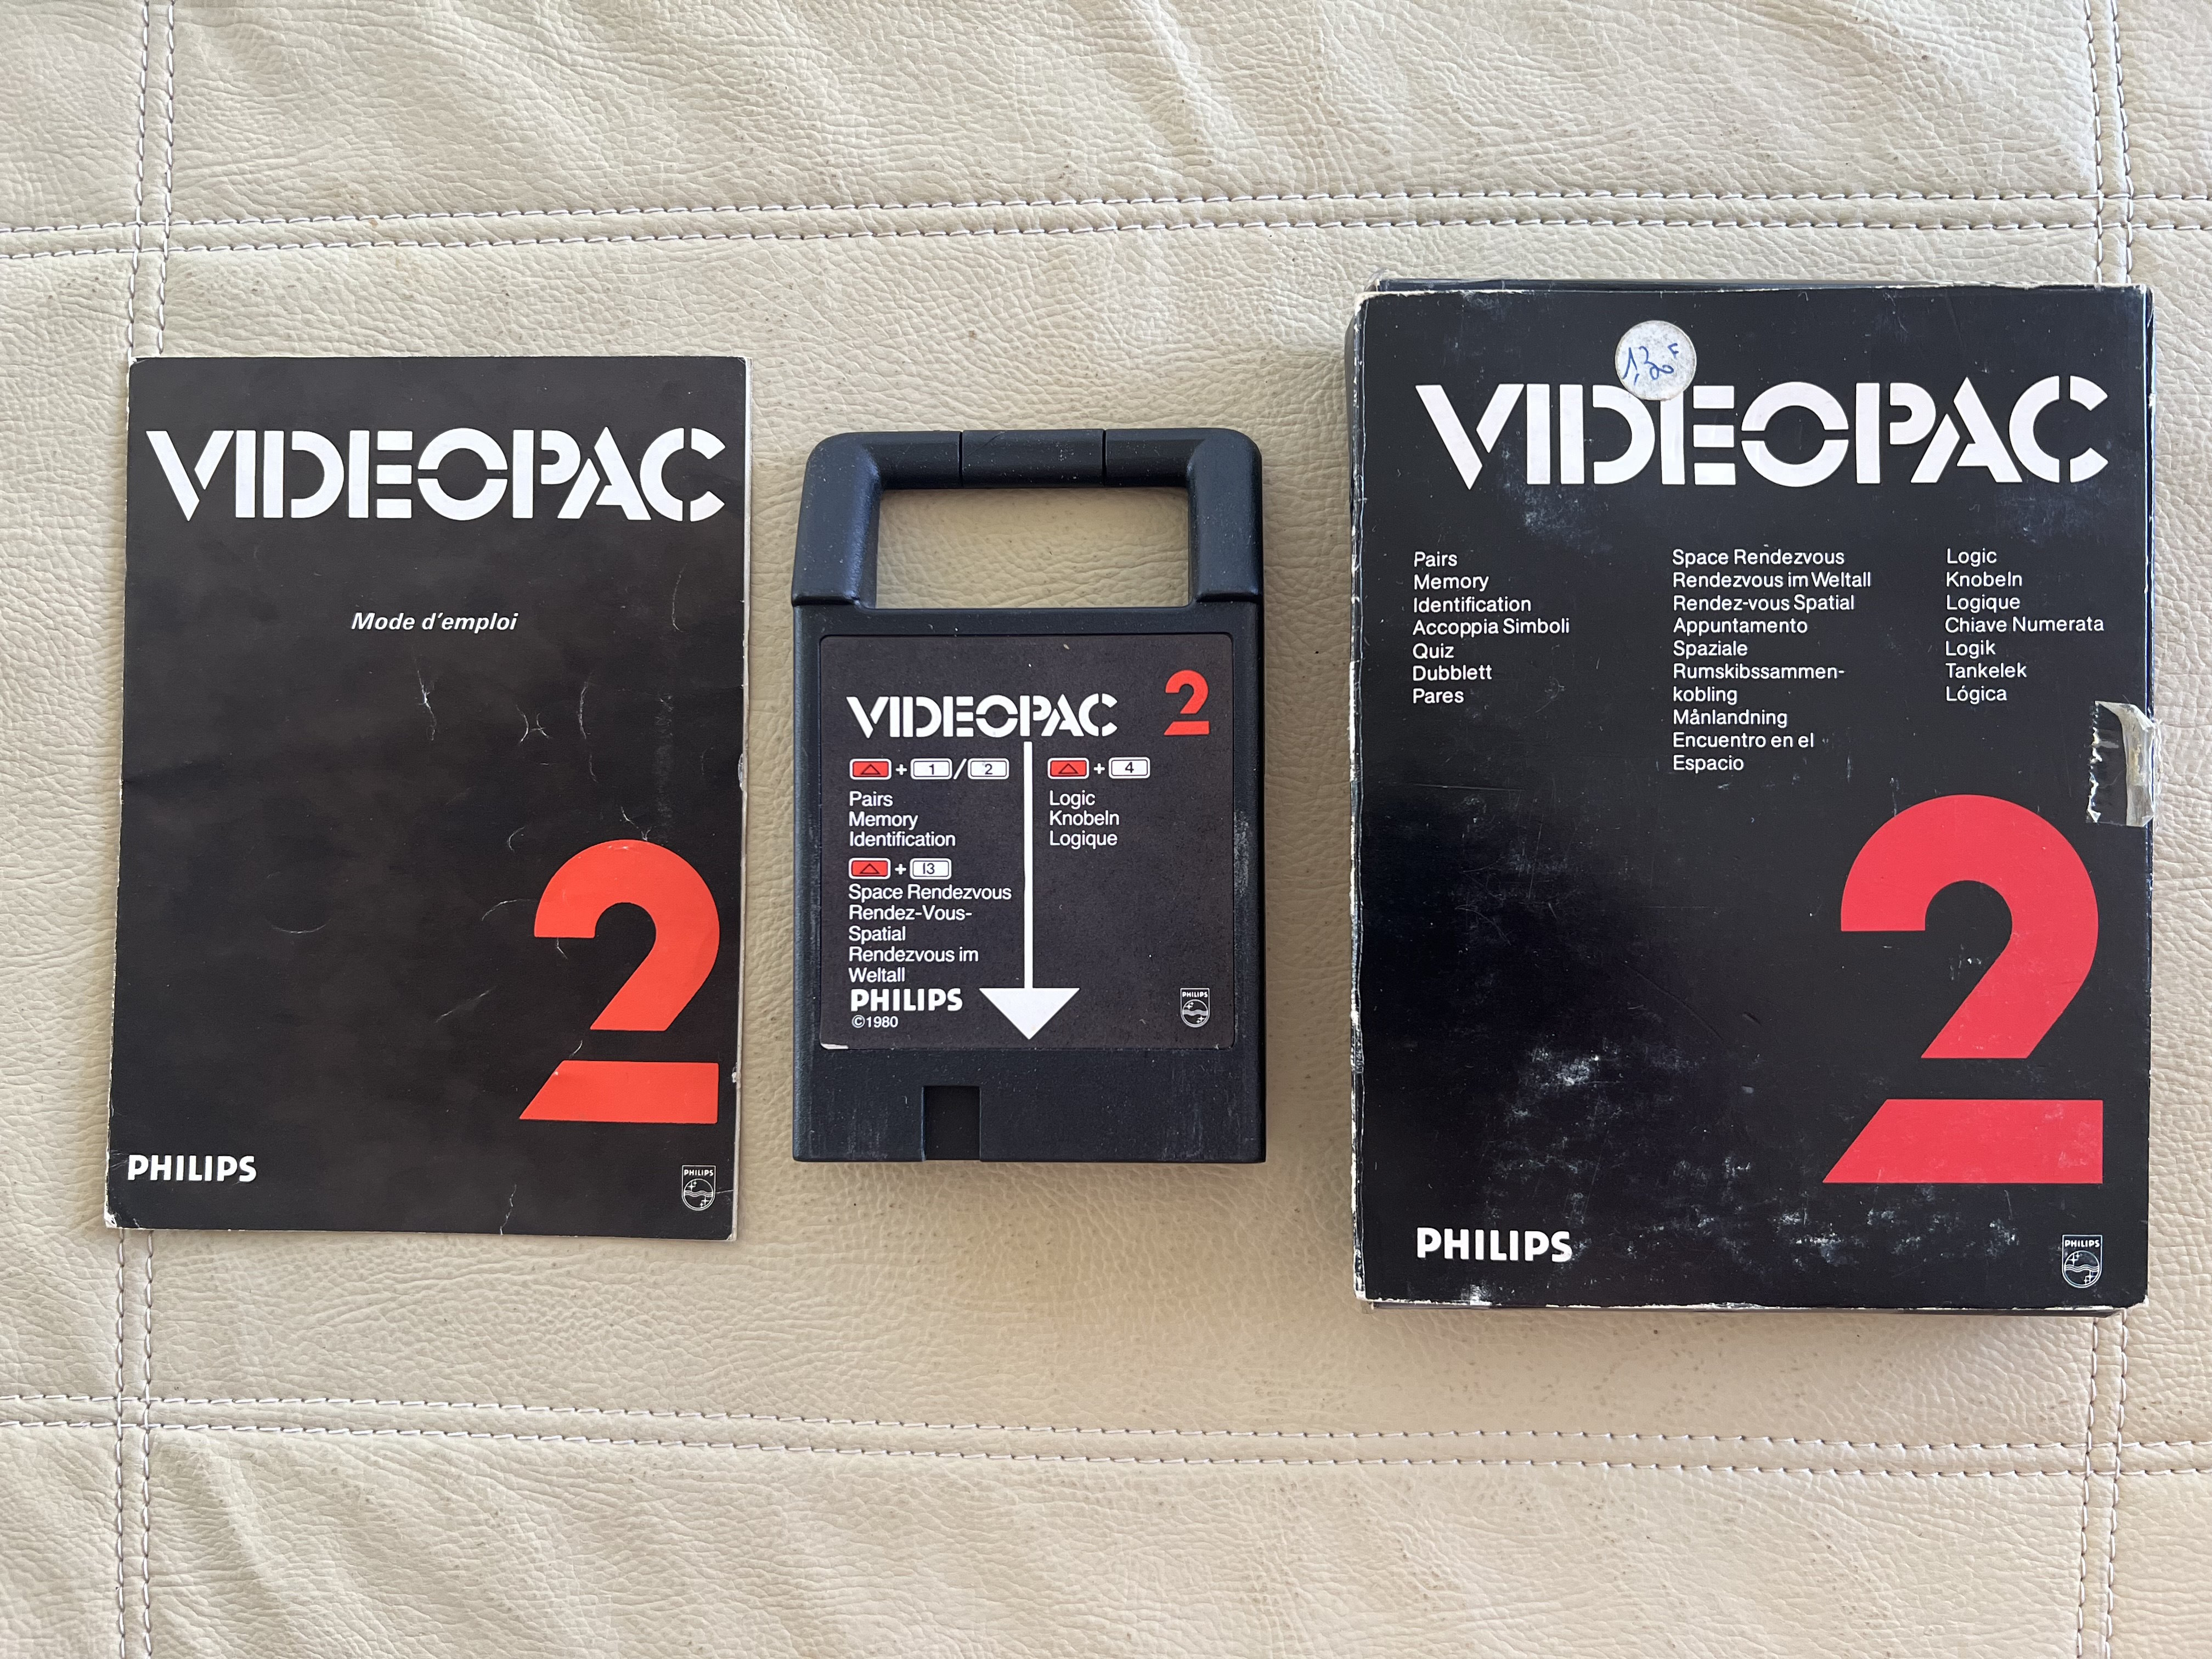 VIDEOPAC
Mode d'emploi
2
PHILIPS
PHILIPS
VIDEOPAC 2
+ 1 / 2
Pairs
Memory
Identification
+ 13
Space Rendezvous
Rendez-Vous-
Spatial
Rendezvous im
Weltall
PHILIPS
©1980
+ 4
Logic
Knobeln
Logique
PHILIPS
1,20 F
VIDEOPAC
Pairs
Memory
Identification
Accoppia Simboli
Quiz
Dubblett
Pares
Space Rendezvous
Rendezvous im Weltall
Rendez-vous Spatial
Appuntamento
Spaziale
Rumskibssammen-
kobling
Månlandning
Encuentro en el
Espacio
Logic
Knobeln
Logique
Chiave Numerata
Logik
Tankelek
Lógica
2
PHILIPS
PHILIPS